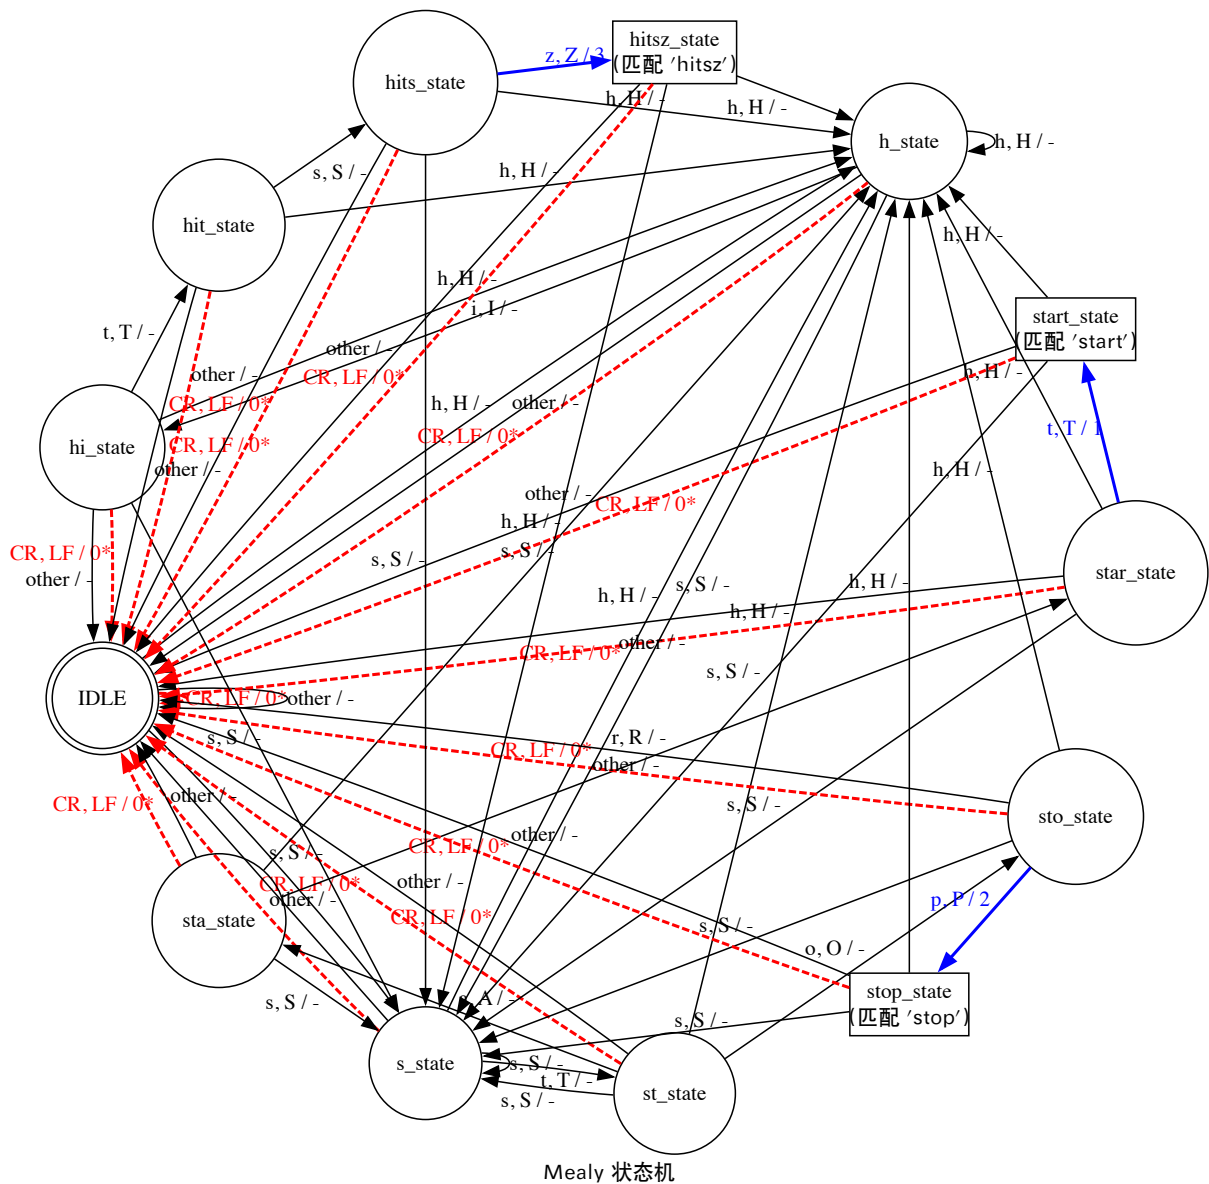 hitsz_state
(匹配 'hitsz')
z, Z / 3
hits_state
h, H / -
h, H / -
h_state
h, H / -
s, S / -
h, H / -
hit_state
h, H / -
h, H / -
i, I / -
start_state
(匹配 'start')
t, T / -
other / -
other / -
CR, LF / 0*
h, H / -
CR, LF / 0*
h, H / -
other / -
t, T / 1
CR, LF / 0*
CR, LF / 0*
hi_state
other / -
h, H / -
other / -
CR, LF / 0*
h, H / -
CR, LF / 0*
s, S / -
other / -
s, S / -
s, S / -
h, H / -
star_state
h, H / -
h, H / -
other / -
CR, LF / 0*
s, S / -
IDLE
CR, LF / 0*
other / -
s, S / -
r, R / -
CR, LF / 0*
other / -
CR, LF / 0*
other / -
s, S / -
sto_state
other / -
CR, LF / 0*
s, S / -
other / -
CR, LF / 0*
other / -
p, P / 2
CR, LF / 0*
sta_state
s, S / -
o, O / -
stop_state
(匹配 'stop')
s, S / -
A / -
s, S / -
s_state
s, S / -
t, T / -
st_state
s, S / -
Mealy 状态机